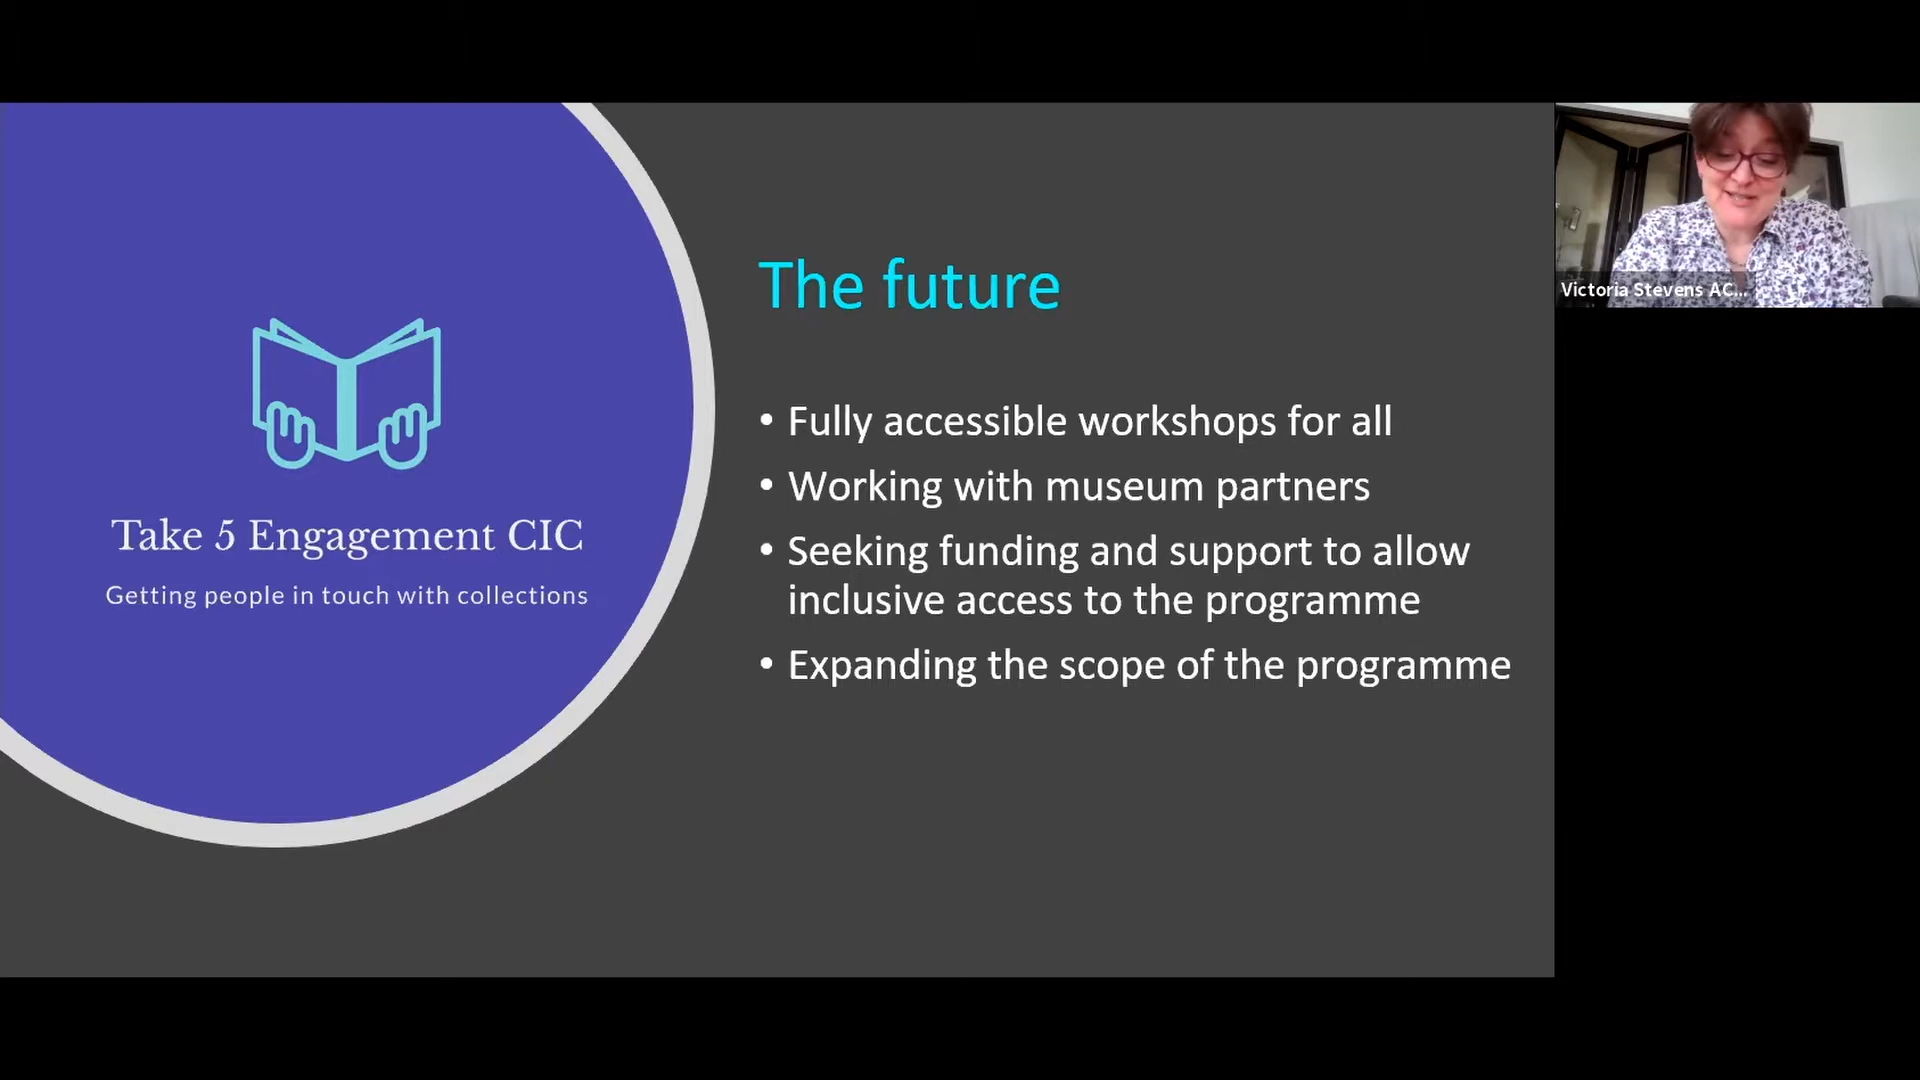 The future
• Fully accessible workshops for all
• Working with museum partners
• Seeking funding and support to allow
inclusive access to the programme
• Expanding the scope of the programme
Take 5 Engagement CIC
Getting people in touch with collections
Victoria Stevens AC...